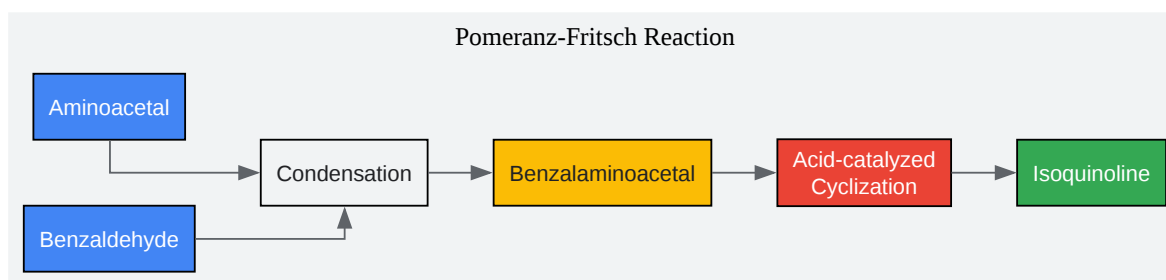 Pomeranz-Fritsch Reaction
Aminoacetal
Benzaldehyde
Condensation
Benzalaminoacetal
Acid-catalyzed
Cyclization
Isoquinoline